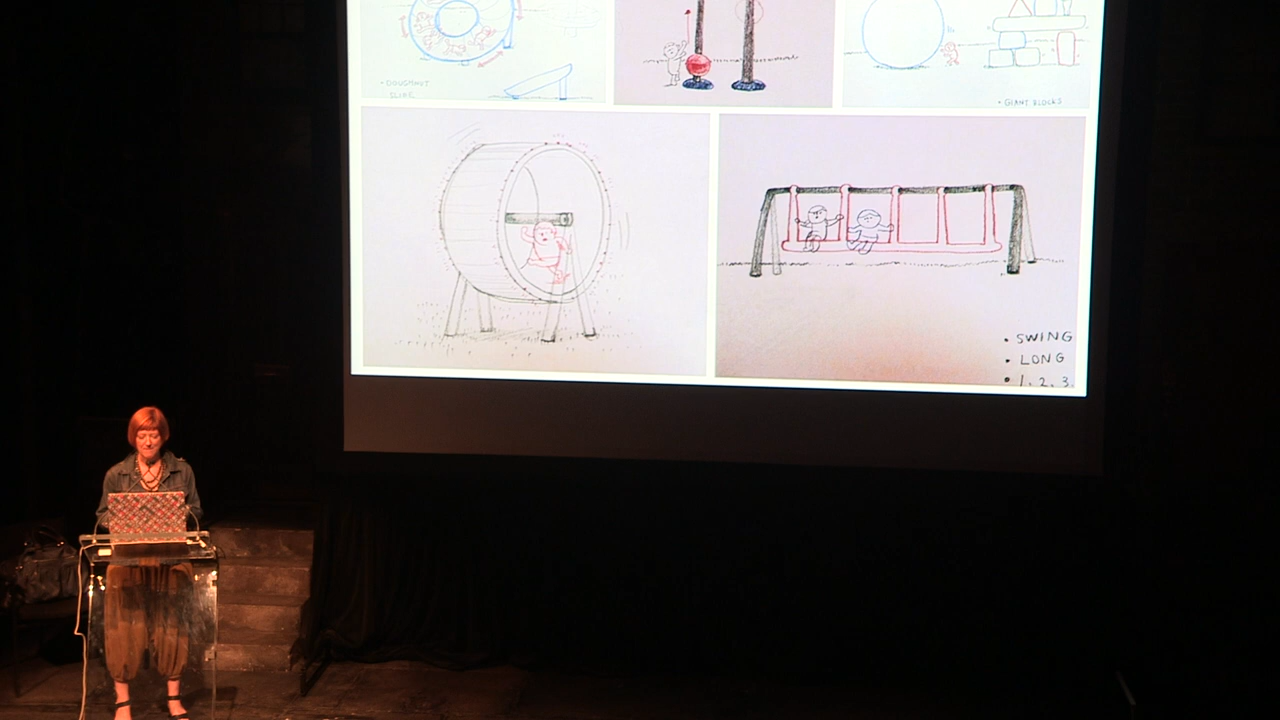 • DOUGHNUT
SLIDE
• GIANT BLOCKS
• SWING
• LONG
• 1. 2. 3.